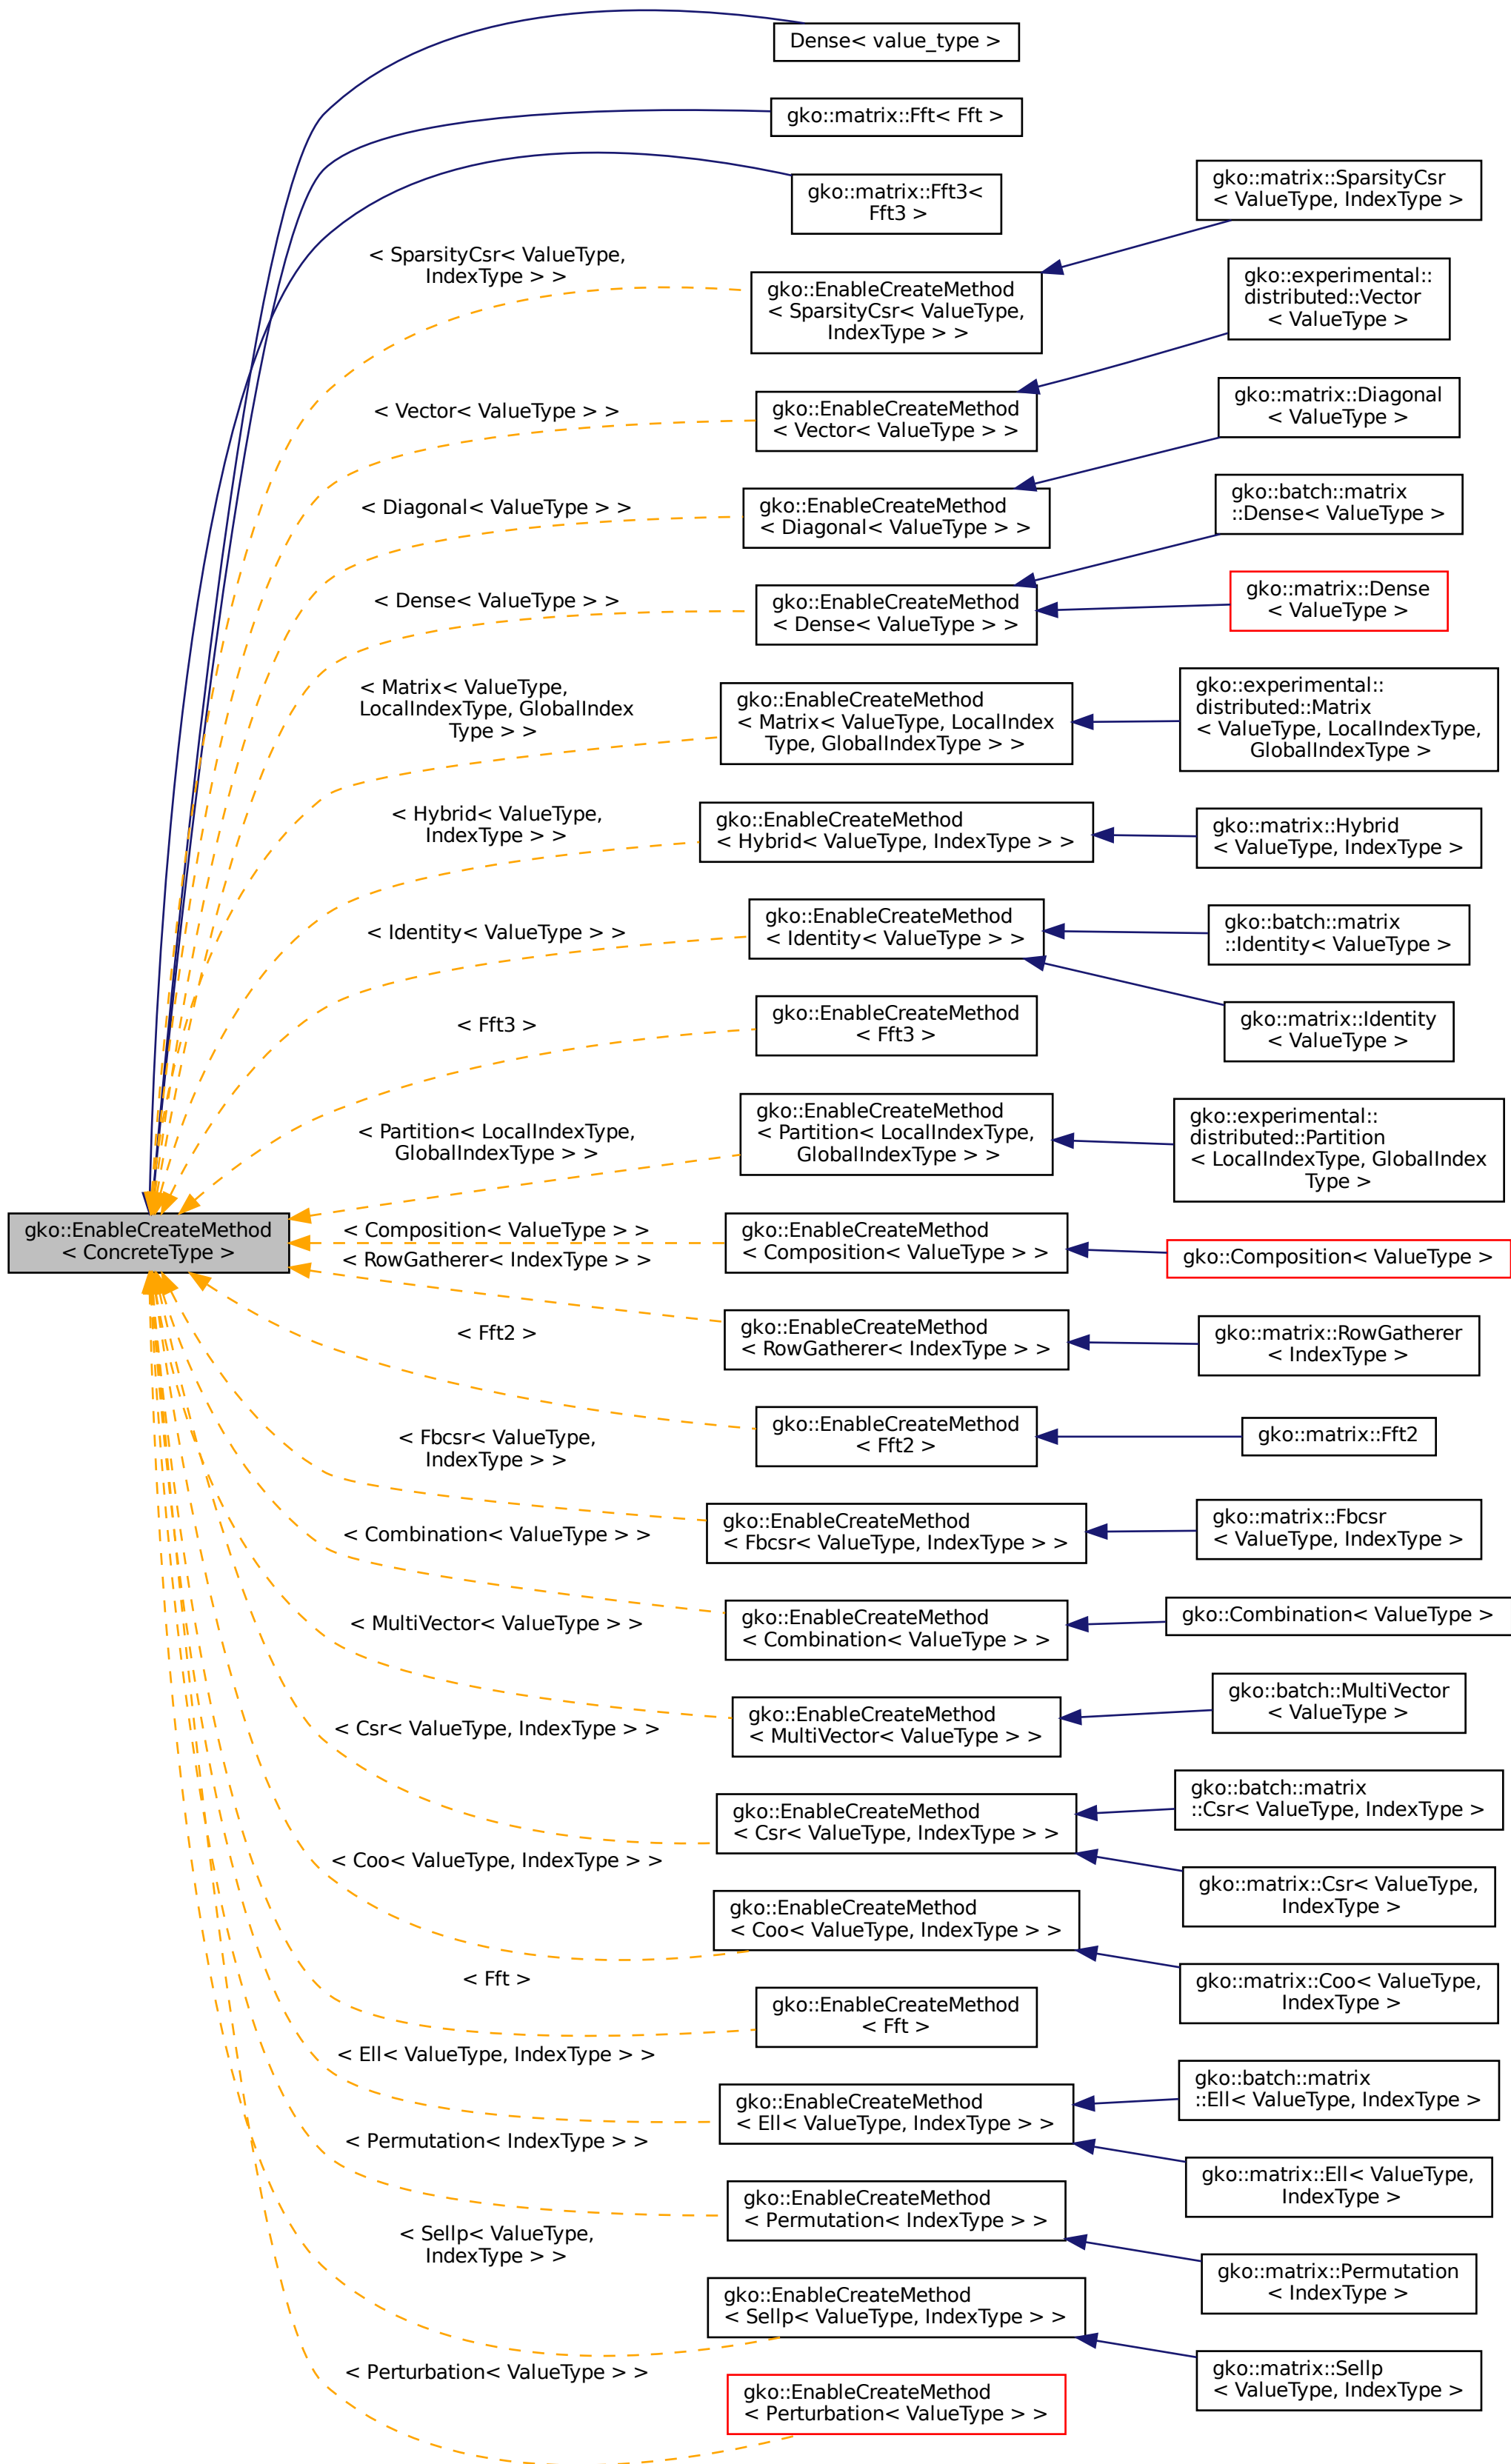 Dense< value_type >
gko::matrix::Fft< Fft >
gko::matrix::Fft3<
Fft3 >
gko::matrix::SparsityCsr
< ValueType, IndexType >
< SparsityCsr< ValueType,
IndexType > >
gko::EnableCreateMethod
< SparsityCsr< ValueType,
IndexType > >
gko::experimental::
distributed::Vector
< ValueType >
< Vector< ValueType > >
gko::EnableCreateMethod
< Vector< ValueType > >
gko::matrix::Diagonal
< ValueType >
< Diagonal< ValueType > >
gko::EnableCreateMethod
< Diagonal< ValueType > >
gko::batch::matrix
::Dense< ValueType >
< Dense< ValueType > >
gko::EnableCreateMethod
< Dense< ValueType > >
gko::matrix::Dense
< ValueType >
< Matrix< ValueType,
LocalIndexType, GlobalIndex
Type > >
gko::EnableCreateMethod
< Matrix< ValueType, LocalIndex
Type, GlobalIndexType > >
gko::experimental::
distributed::Matrix
< ValueType, LocalIndexType,
GlobalIndexType >
< Hybrid< ValueType,
IndexType > >
gko::EnableCreateMethod
< Hybrid< ValueType, IndexType > >
gko::matrix::Hybrid
< ValueType, IndexType >
< Identity< ValueType > >
gko::EnableCreateMethod
< Identity< ValueType > >
gko::batch::matrix
::Identity< ValueType >
gko::matrix::Identity
< ValueType >
< Fft3 >
gko::EnableCreateMethod
< Fft3 >
< Partition< LocalIndexType,
GlobalIndexType > >
gko::EnableCreateMethod
< Partition< LocalIndexType,
GlobalIndexType > >
gko::experimental::
distributed::Partition
< LocalIndexType, GlobalIndex
Type >
gko::EnableCreateMethod
< ConcreteType >
< Composition< ValueType > >
gko::EnableCreateMethod
< Composition< ValueType > >
gko::Composition< ValueType >
< RowGatherer< IndexType > >
gko::EnableCreateMethod
< RowGatherer< IndexType > >
gko::matrix::RowGatherer
< IndexType >
< Fft2 >
gko::EnableCreateMethod
< Fft2 >
gko::matrix::Fft2
< Fbcsr< ValueType,
IndexType > >
gko::EnableCreateMethod
< Fbcsr< ValueType, IndexType > >
gko::matrix::Fbcsr
< ValueType, IndexType >
< Combination< ValueType > >
gko::EnableCreateMethod
< Combination< ValueType > >
gko::Combination< ValueType >
< MultiVector< ValueType > >
gko::EnableCreateMethod
< MultiVector< ValueType > >
gko::batch::MultiVector
< ValueType >
< Csr< ValueType, IndexType > >
gko::EnableCreateMethod
< Csr< ValueType, IndexType > >
gko::batch::matrix
::Csr< ValueType, IndexType >
gko::matrix::Csr< ValueType,
IndexType >
< Coo< ValueType, IndexType > >
gko::EnableCreateMethod
< Coo< ValueType, IndexType > >
gko::matrix::Coo< ValueType,
IndexType >
< Fft >
gko::EnableCreateMethod
< Fft >
< Ell< ValueType, IndexType > >
gko::EnableCreateMethod
< Ell< ValueType, IndexType > >
gko::batch::matrix
::Ell< ValueType, IndexType >
gko::matrix::Ell< ValueType,
IndexType >
< Permutation< IndexType > >
gko::EnableCreateMethod
< Permutation< IndexType > >
gko::matrix::Permutation
< IndexType >
< Sellp< ValueType,
IndexType > >
gko::EnableCreateMethod
< Sellp< ValueType, IndexType > >
gko::matrix::Sellp
< ValueType, IndexType >
< Perturbation< ValueType > >
gko::EnableCreateMethod
< Perturbation< ValueType > >